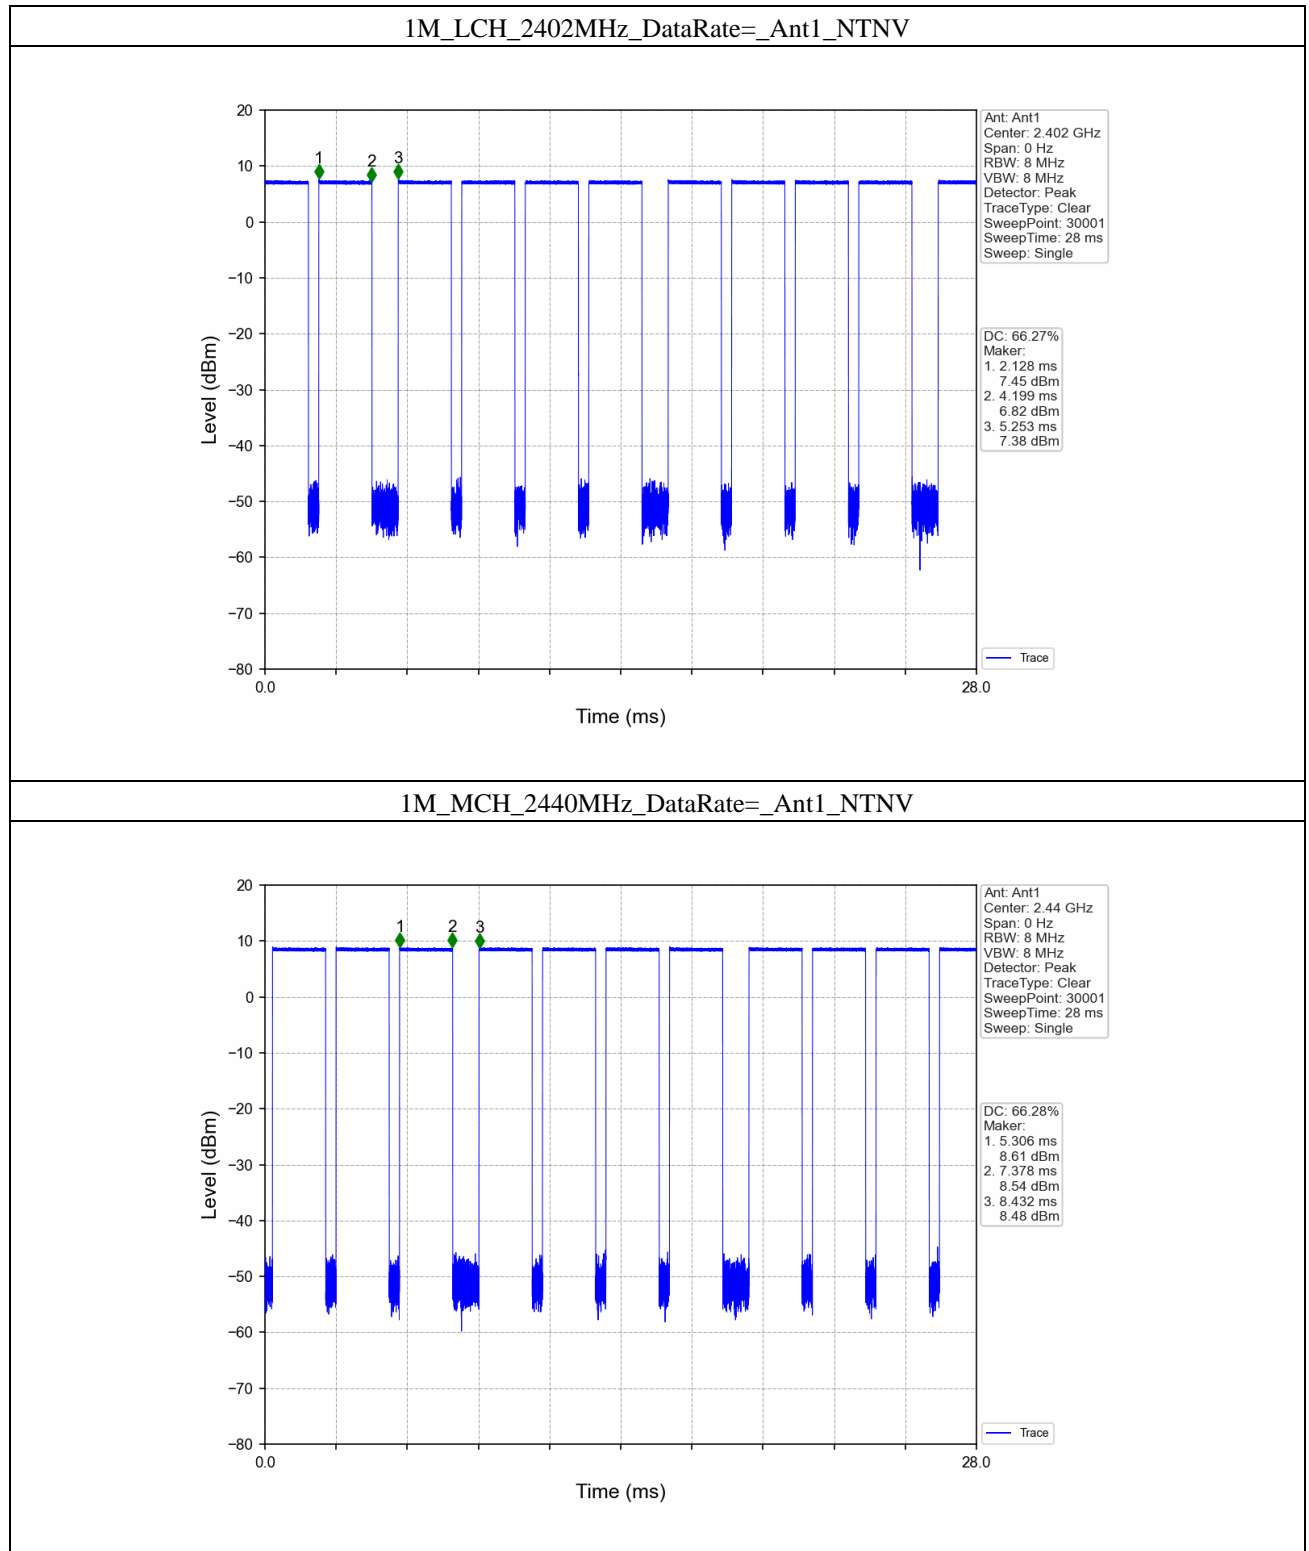 1M_LCH_2402MHz_DataRate=_Ant1_NTNV
20
10
0
−10
−20
−30
−40
−50
−60
−70
−80
Level (dBm)
1
2
3
0.0
28.0
Time (ms)
Ant: Ant1
Center: 2.402 GHz
Span: 0 Hz
RBW: 8 MHz
VBW: 8 MHz
Detector: Peak
TraceType: Clear
SweepPoint: 30001
SweepTime: 28 ms
Sweep: Single
DC: 66.27%
Maker:
1. 2.128 ms
7.45 dBm
2. 4.199 ms
6.82 dBm
3. 5.253 ms
7.38 dBm
Trace
1M_MCH_2440MHz_DataRate=_Ant1_NTNV
20
10
0
−10
−20
−30
−40
−50
−60
−70
−80
Level (dBm)
1
2
3
0.0
28.0
Time (ms)
Ant: Ant1
Center: 2.44 GHz
Span: 0 Hz
RBW: 8 MHz
VBW: 8 MHz
Detector: Peak
TraceType: Clear
SweepPoint: 30001
SweepTime: 28 ms
Sweep: Single
DC: 66.28%
Maker:
1. 5.306 ms
8.61 dBm
2. 7.378 ms
8.54 dBm
3. 8.432 ms
8.48 dBm
Trace